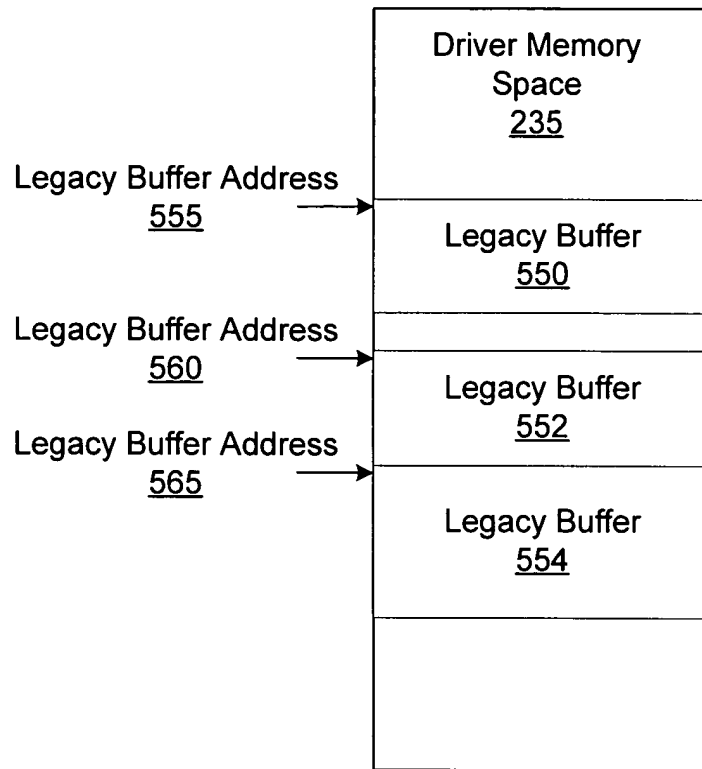 Driver Memory
Space
235
Legacy Buffer Address
555
Legacy Buffer
550
Legacy Buffer Address
560
Legacy Buffer
552
Legacy Buffer Address
565
Legacy Buffer
554